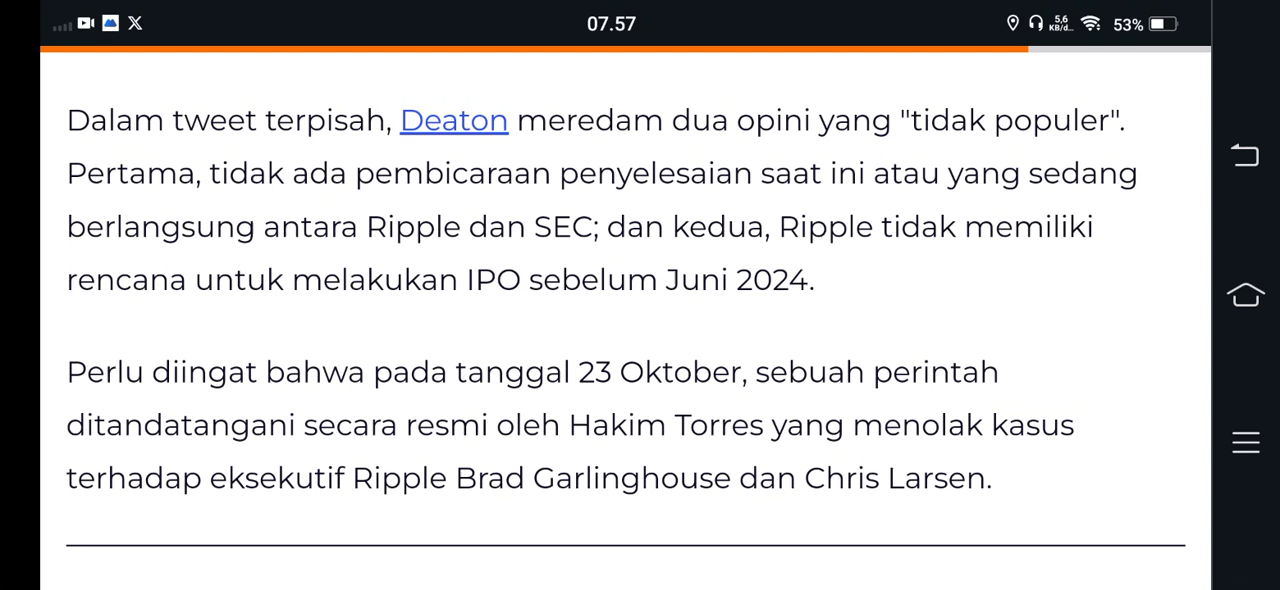 07.57
5,6
KB/d...
53%
Dalam tweet terpisah, Deaton meredam dua opini yang "tidak populer".
Pertama, tidak ada pembicaraan penyelesaian saat ini atau yang sedang
berlangsung antara Ripple dan SEC; dan kedua, Ripple tidak memiliki
rencana untuk melakukan IPO sebelum Juni 2024.
Perlu diingat bahwa pada tanggal 23 Oktober, sebuah perintah
ditandatangani secara resmi oleh Hakim Torres yang menolak kasus
terhadap eksekutif Ripple Brad Garlinghouse dan Chris Larsen.